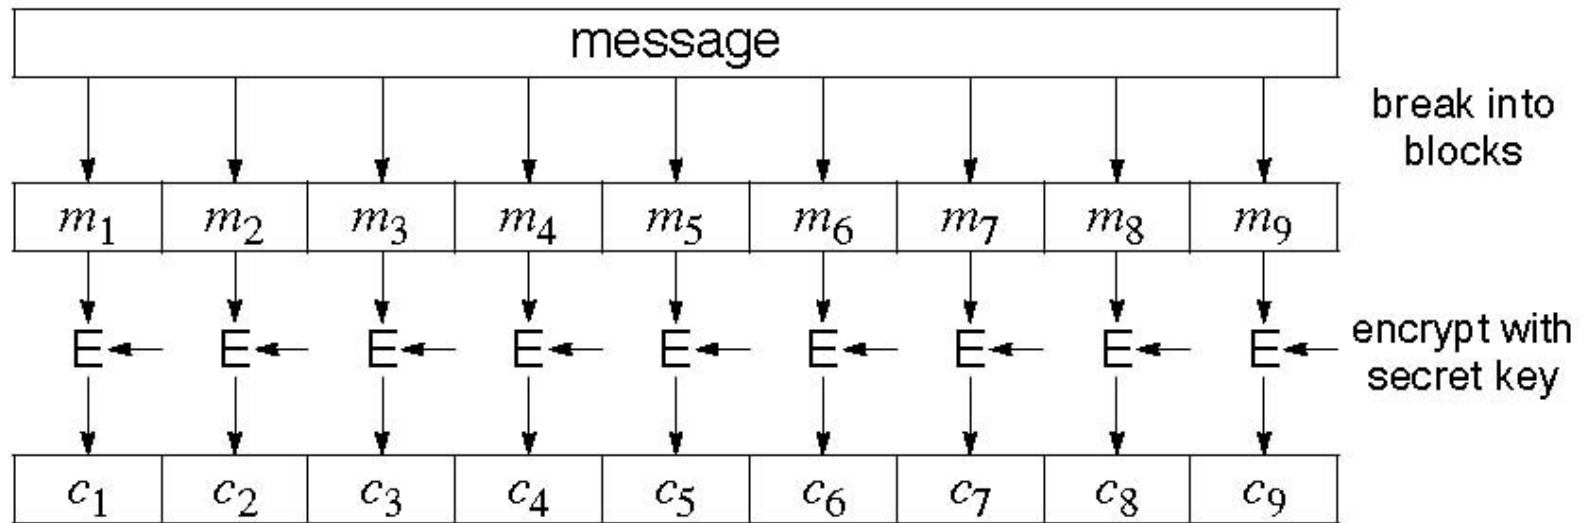 message
break into
blocks
m1 m2 m3 m4 m5 m6 m7 m8 m9
E E E E E E E E E
encrypt with
secret key
c1 c2 c3 c4 c5 c6 c7 c8 c9